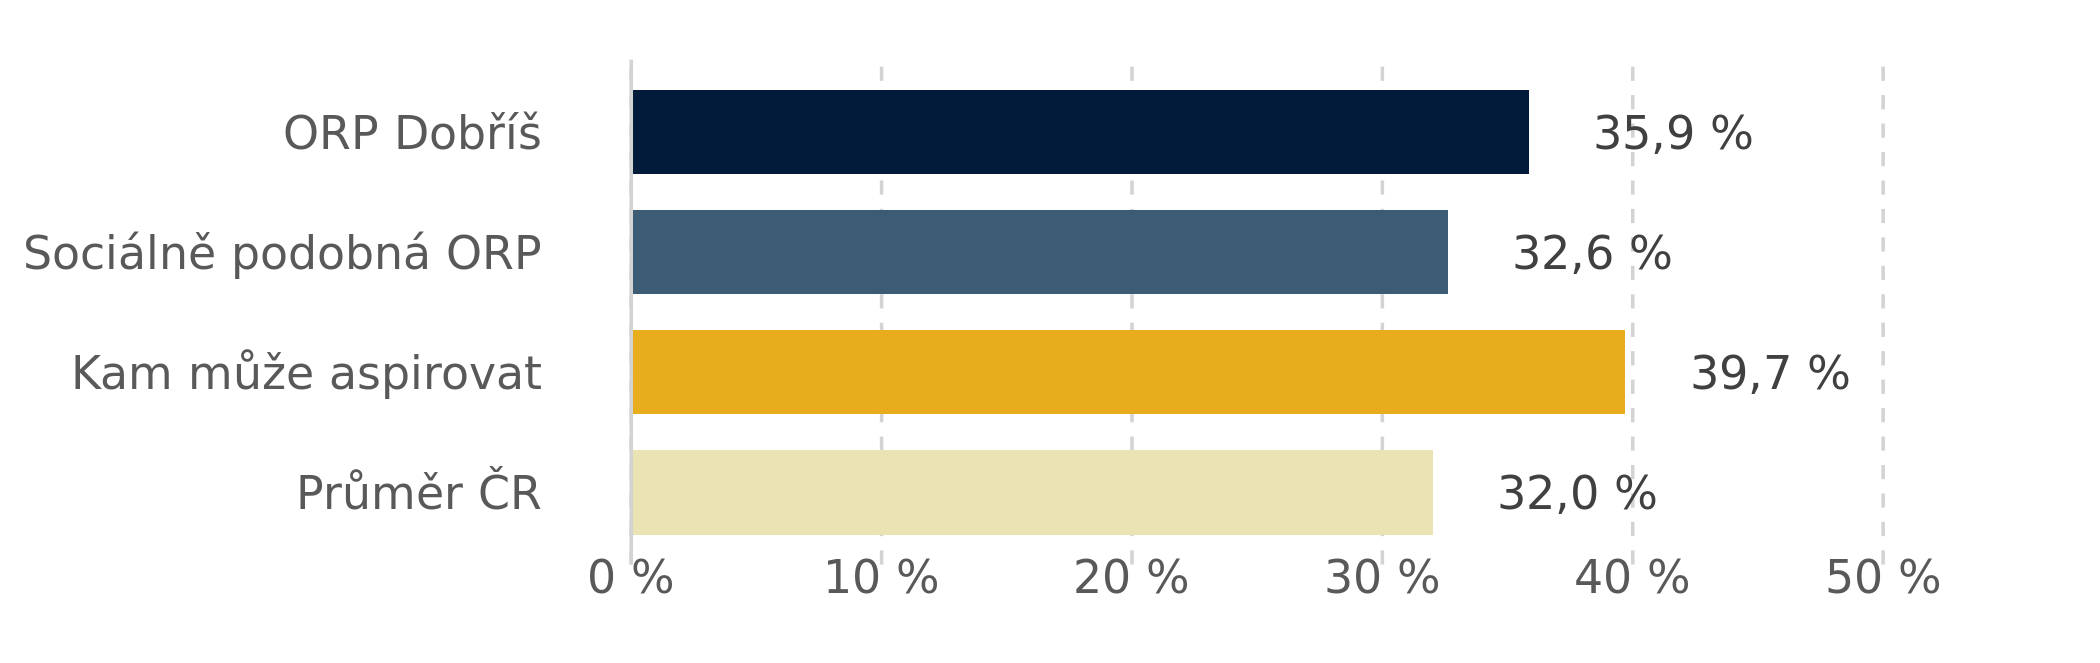 ORP Dobříš 35,9 %
Sociálně podobná ORP 32,6 %
Kam může aspirovat 39,7 %
Průměr ČR 32,0 %
0 % 10 % 20 % 30 % 40 % 50 %